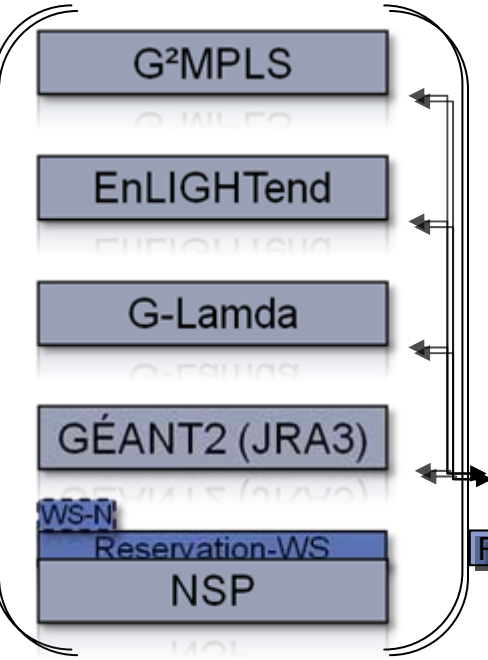 G²MPLS
EnLIGHTend
G-Lamda
GÉANT2 (JRA3)
WS-N
Reservation-WS
NSP